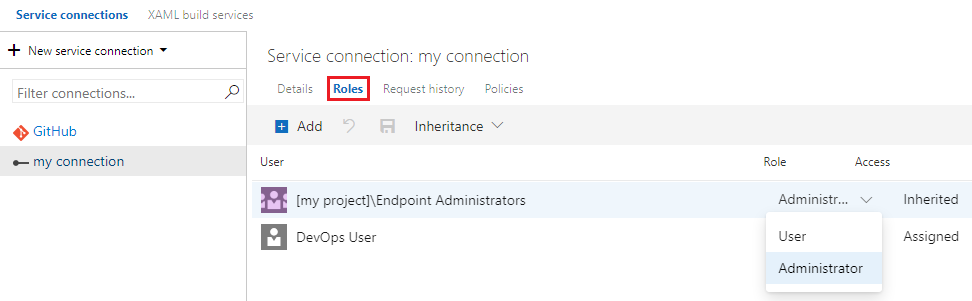 Service connections XAML build services
+ New service connection
Service connection: my connection
Filter connections...
Details Roles Request history Policies
GitHub
my connection
Add Inheritance
User Role Access
[my project]\Endpoint Administrators Administr... Inherited
DevOps User Assigned
User
Administrator